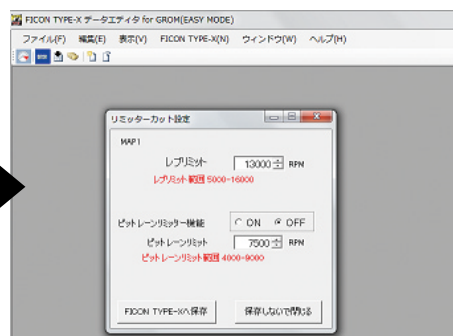 FICON TYPE-X データエディタ for GROM(EASY MODE)
ファイル(F) 編集(E) 表示(V) FICON TYPE-X(N) ウィンドウ(W) ヘルプ(H)
リミッターカット設定
MAP1
レブリミット 13000 RPM
レブリミット範囲 5000-16000
ピットレーンリミッター機能 ON OFF
ピットレーンリミット 7500 RPM
ピットレーンリミット範囲 4000-9000
FICON TYPE-Xへ保存 保存しないで閉じる